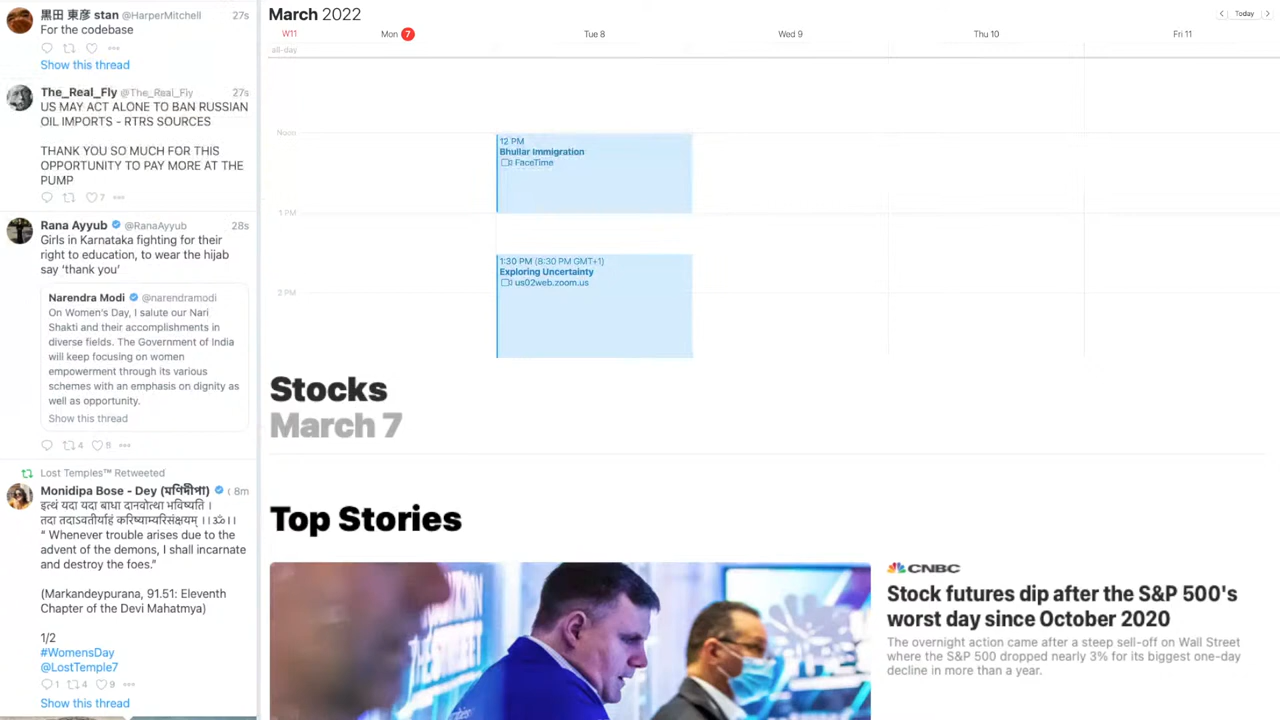 黒田 東彦 stan @HarperMitchell 27s
For the codebase
Show this thread
The_Real_Fly @The_Real_Fly 27s
US MAY ACT ALONE TO BAN RUSSIAN
OIL IMPORTS - RTRS SOURCES
THANK YOU SO MUCH FOR THIS
OPPORTUNITY TO PAY MORE AT THE
PUMP
7
Rana Ayyub @RanaAyyub 28s
Girls in Karnataka fighting for their
right to education, to wear the hijab
say ‘thank you’
Narendra Modi @narendramodi
On Women's Day, I salute our Nari
Shakti and their accomplishments in
diverse fields. The Government of India
will keep focusing on women
empowerment through its various
schemes with an emphasis on dignity as
well as opportunity.
Show this thread
4 8
Lost Temples™ Retweeted
Monidipa Bose - Dey (মণিদীপা) ( 8m
इत्थं यदा यदा बाधा दानवोत्था भविष्यति ।
तदा तदाऽवतीर्याहं करिष्याम्यरिसंक्षयम् ।।ॐ।।
“ Whenever trouble arises due to the
advent of the demons, I shall incarnate
and destroy the foes.”
(Markandeypurana, 91.51: Eleventh
Chapter of the Devi Mahatmya)
1/2
#WomensDay
@LostTemple7
1 4 9
Show this thread
March 2022
Today
W11 Mon 7 Tue 8 Wed 9 Thu 10 Fri 11
all-day
Noon
12 PM
Bhullar Immigration
FaceTime
1 PM
1:30 PM (8:30 PM GMT+1)
Exploring Uncertainty
us02web.zoom.us
2 PM
Stocks
March 7
Top Stories
CNBC
Stock futures dip after the S&P 500's
worst day since October 2020
The overnight action came after a steep sell-off on Wall Street
where the S&P 500 dropped nearly 3% for its biggest one-day
decline in more than a year.